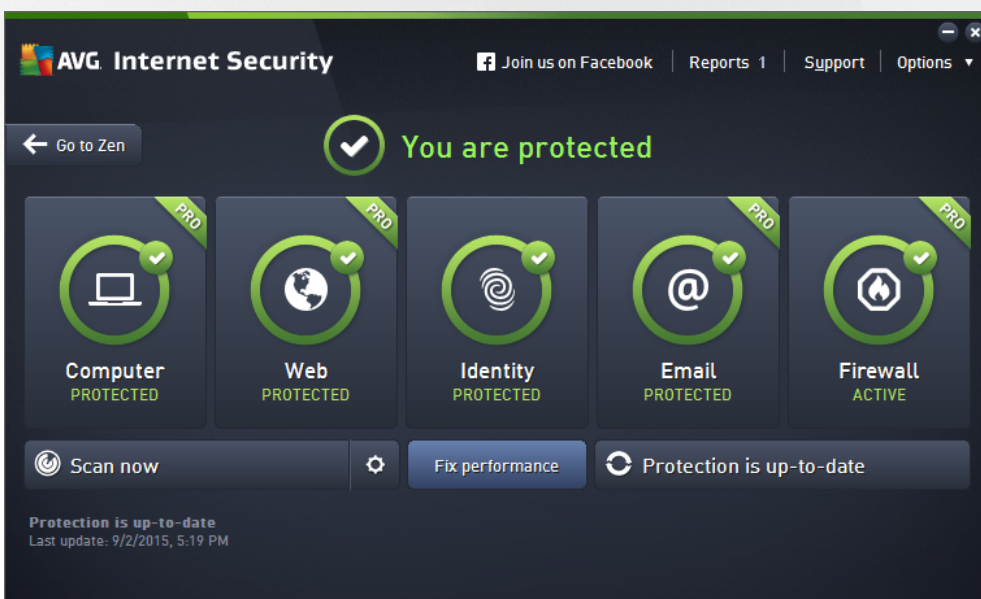 AVG. Internet Security
Join us on Facebook Reports 1 Support Options
Go to Zen
You are protected
PRO PRO PRO PRO
@
Computer Web Identity Email Firewall
PROTECTED PROTECTED PROTECTED PROTECTED ACTIVE
Scan now Fix performance Protection is up-to-date
Protection is up-to-date
Last update: 9/2/2015, 5:19 PM